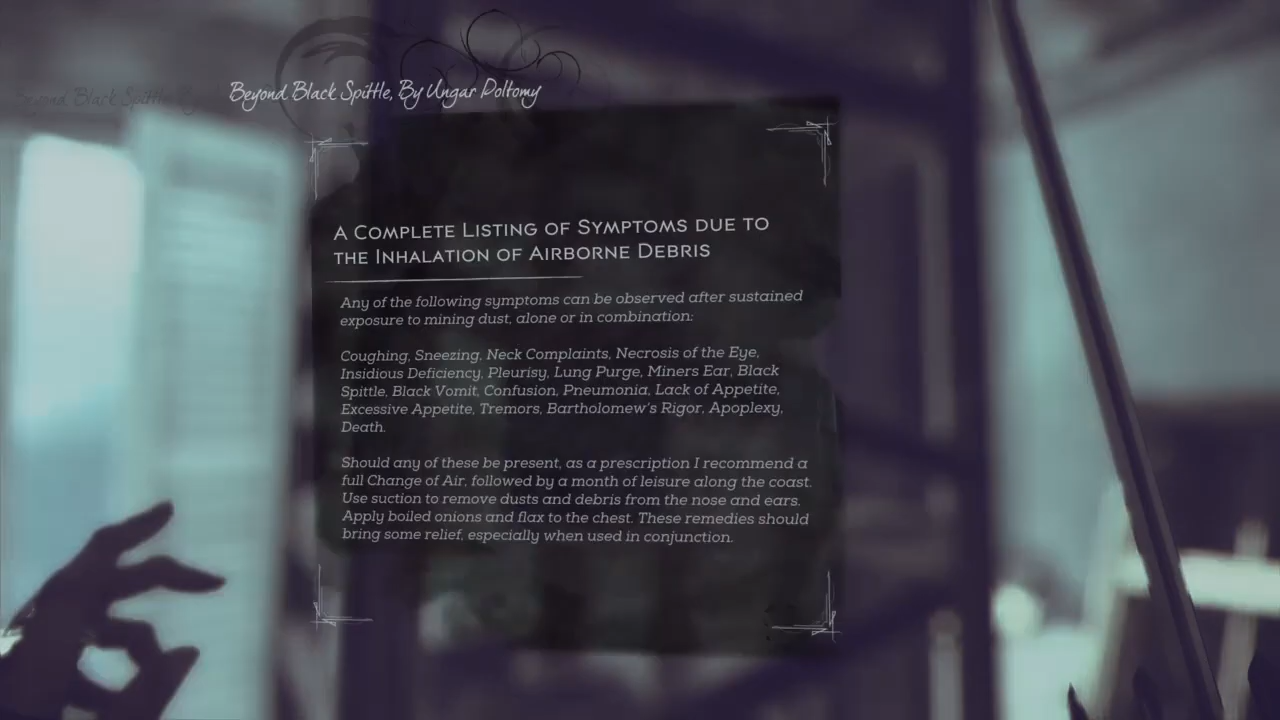 Beyond Black Spittle, By Ungar Doltomy
A Complete Listing of Symptoms due to
the Inhalation of Airborne Debris
Any of the following symptoms can be observed after sustained
exposure to mining dust, alone or in combination:
Coughing, Sneezing, Neck Complaints, Necrosis of the Eye,
Insidious Deficiency, Pleurisy, Lung Purge, Miners Ear, Black
Spittle, Black Vomit, Confusion, Pneumonia, Lack of Appetite,
Excessive Appetite, Tremors, Bartholomew's Rigor, Apoplexy,
Death.
Should any of these be present, as a prescription I recommend a
full Change of Air, followed by a month of leisure along the coast.
Use suction to remove dusts and debris from the nose and ears.
Apply boiled onions and flax to the chest. These remedies should
bring some relief, especially when used in conjunction.